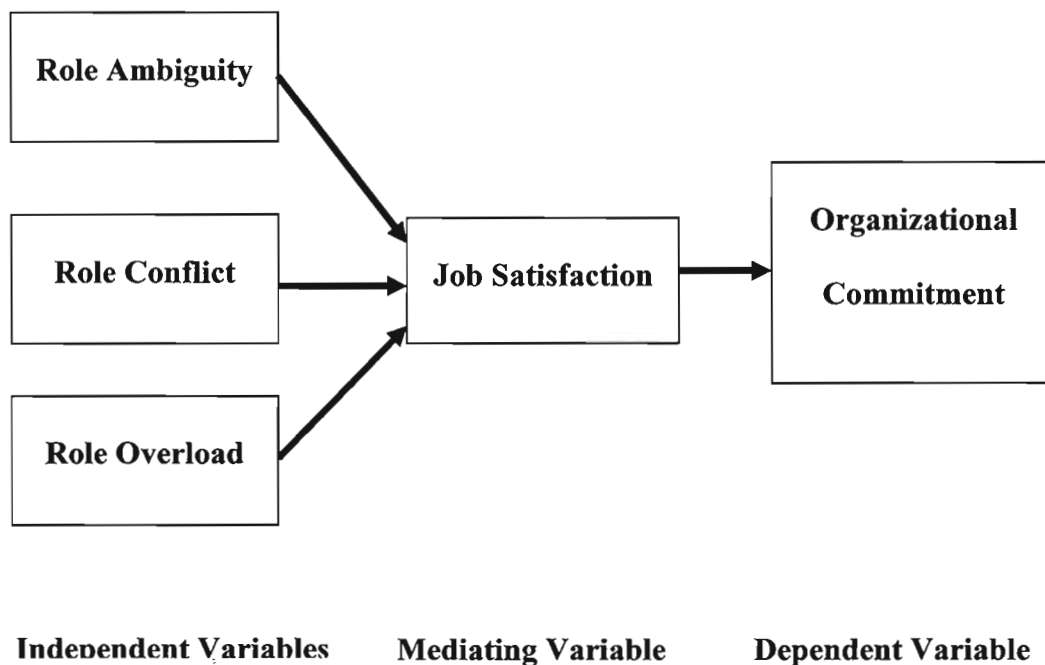 Role Ambiguity
Role Conflict
Role Overload
Job Satisfaction
Organizational
Commitment
Independent Variables
Mediating Variable
Dependent Variable